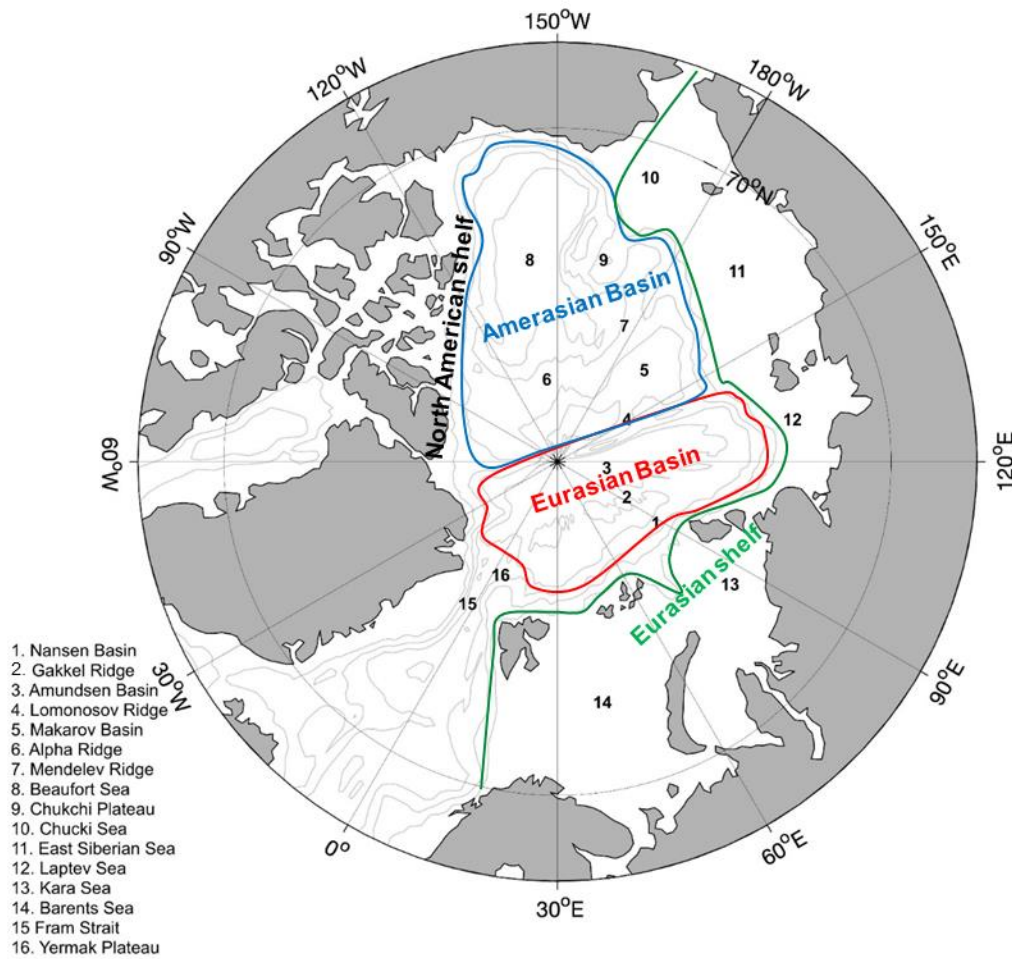 150°W
120°W
180°W
70°N
90°W
150°E
North American shelf
10
11
8
9
Amerasian Basin
7
6
5
4
12
60°W
120°E
3
Eurasian Basin
2
1
16
15
Eurasian shelf
13
14
30°W
90°E
0°
60°E
30°E
1. Nansen Basin
2. Gakkel Ridge
3. Amundsen Basin
4. Lomonosov Ridge
5. Makarov Basin
6. Alpha Ridge
7. Mendelev Ridge
8. Beaufort Sea
9. Chukchi Plateau
10. Chucki Sea
11. East Siberian Sea
12. Laptev Sea
13. Kara Sea
14. Barents Sea
15 Fram Strait
16. Yermak Plateau